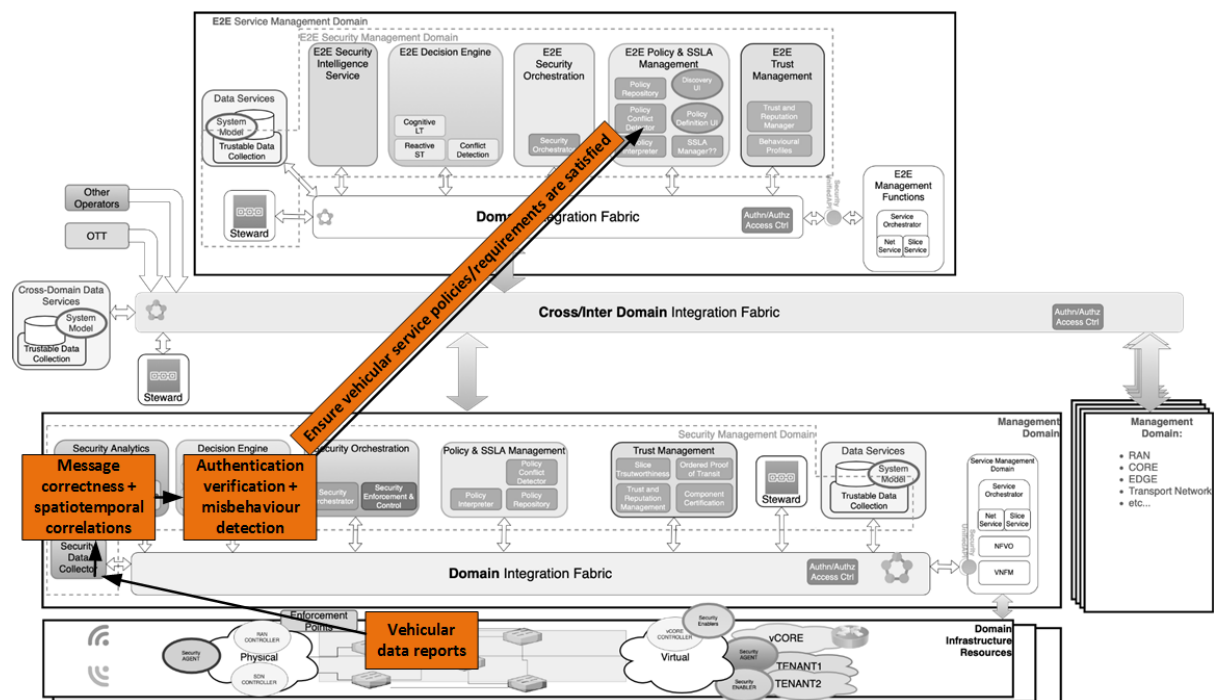 E2E Service Management Domain
E2E Security Management Domain
E2E Security
Intelligence
Service
E2E Decision Engine
Cognitive
LT
Reactive
ST
Conflict
Detection
E2E
Security
Orchestration
Security
Orchestrator
E2E Policy & SSLA
Management
Policy
Repository
Discovery
UI
Policy
Conflict
Detector
Policy
Definition UI
Policy
Interpreter
SSLA
Manager??
E2E
Trust
Management
Trust and
Reputation
Manager
Behavioural
Profiles
Data Services
System
Model
Trustable Data
Collection
Steward
Integration Fabric
Authn/Authz
Access Ctrl
Security
UnifiedAPI
E2E
Management
Functions
Service
Orchestrator
Net
Service
Slice
Service
Other
Operators
OTT
Cross-Domain Data
Services
System
Model
Trustable Data
Collection
Steward
Cross/Inter Domain Integration Fabric
Authn/Authz
Access Ctrl
Ensure vehicular service policies/requirements are satisfied
Management
Domain
Security Management Domain
Security Analytics
Decision Engine
Security Orchestration
Security
Orchestrator
Security
Enforcement &
Control
Policy & SSLA Management
Policy
Conflict
Detector
Policy
Interpreter
Policy
Repository
Trust Management
Slice
Trsutworthiness
Ordered Proof of
Transit
Trust and
Reputation
Management
Component
Certification
Steward
Data Services
System
Model
Trustable Data
Collection
Service Management Domain
Service
Orchestrator
Net
Service
Slice
Service
NFVO
VNFM
Security
UnifiedAPI
Message
correctness +
spatiotemporal
correlations
Authentication
verification +
misbehaviour
detection
Security
Data
Collector
Domain Integration Fabric
Authn/Authz
Access Ctrl
Management
Domain:
• RAN
• CORE
• EDGE
• Transport Network
• etc...
Enforcement
Points
Vehicular
data reports
Security
AGENT
RAN
CONTROLLER
Physical
SDN
CONTROLLER
Security
Enablers
vCORE
CONTROLLER
Virtual
Security
AGENT
Security
ENABLER
vCORE
TENANT1
TENANT2
Domain
Infrastructure
Resources